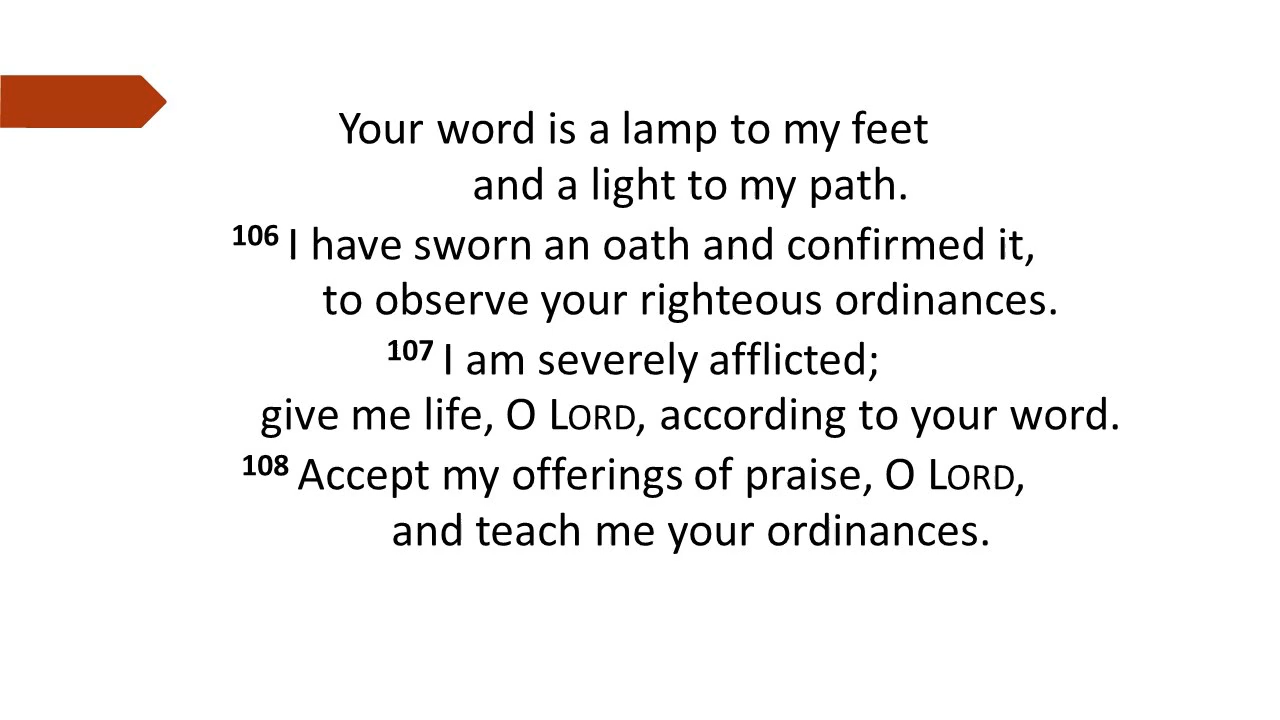 Your word is a lamp to my feet
and a light to my path.
106 I have sworn an oath and confirmed it,
to observe your righteous ordinances.
107 I am severely afflicted;
give me life, O LORD, according to your word.
108 Accept my offerings of praise, O LORD,
and teach me your ordinances.